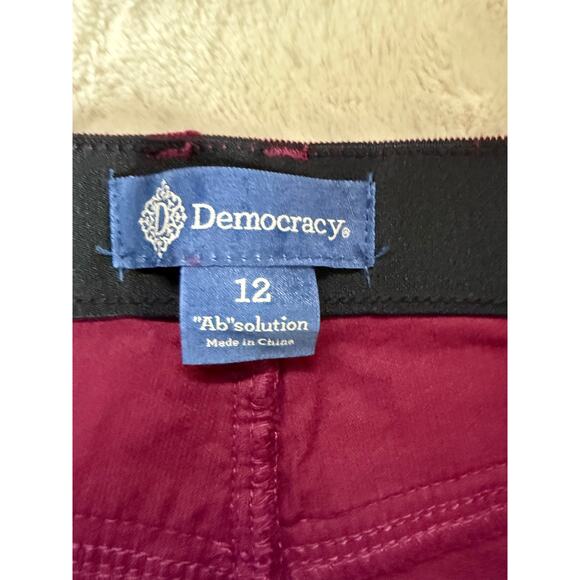 D Democracy®
12
"Ab"solution
Made in China